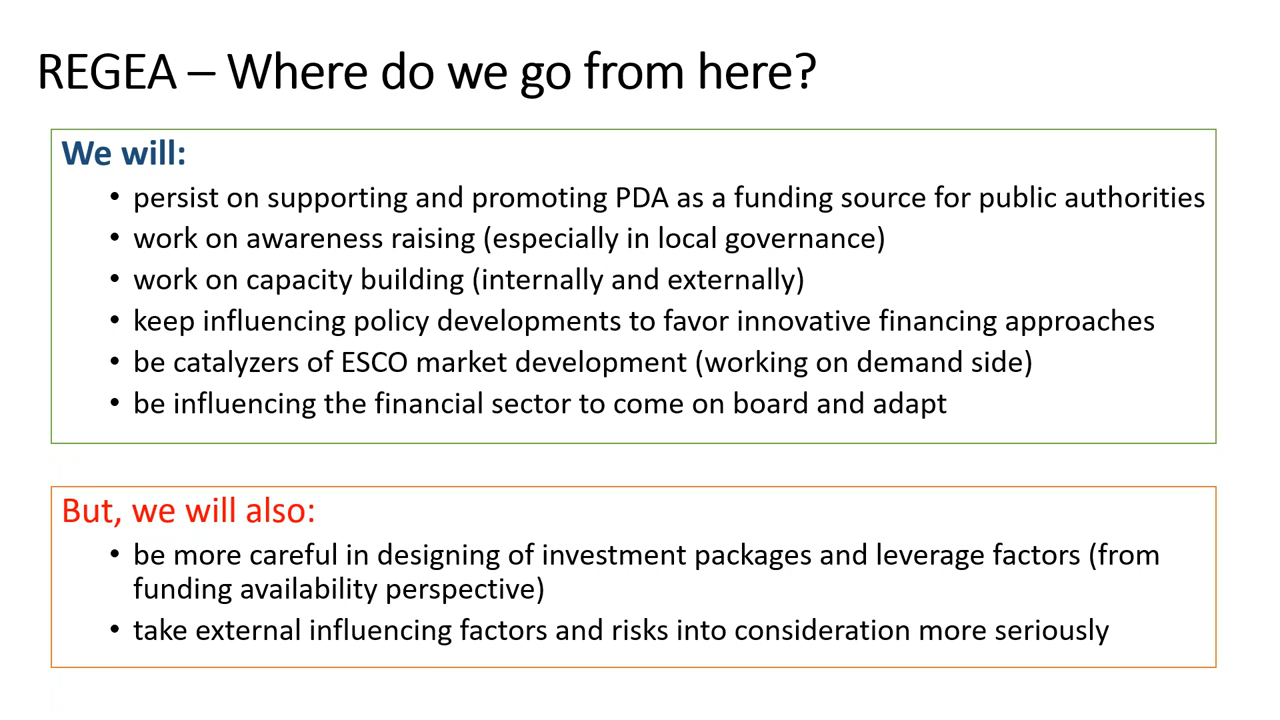 REGEA – Where do we go from here?
We will:
• persist on supporting and promoting PDA as a funding source for public authorities
• work on awareness raising (especially in local governance)
• work on capacity building (internally and externally)
• keep influencing policy developments to favor innovative financing approaches
• be catalyzers of ESCO market development (working on demand side)
• be influencing the financial sector to come on board and adapt
But, we will also:
• be more careful in designing of investment packages and leverage factors (from
funding availability perspective)
• take external influencing factors and risks into consideration more seriously